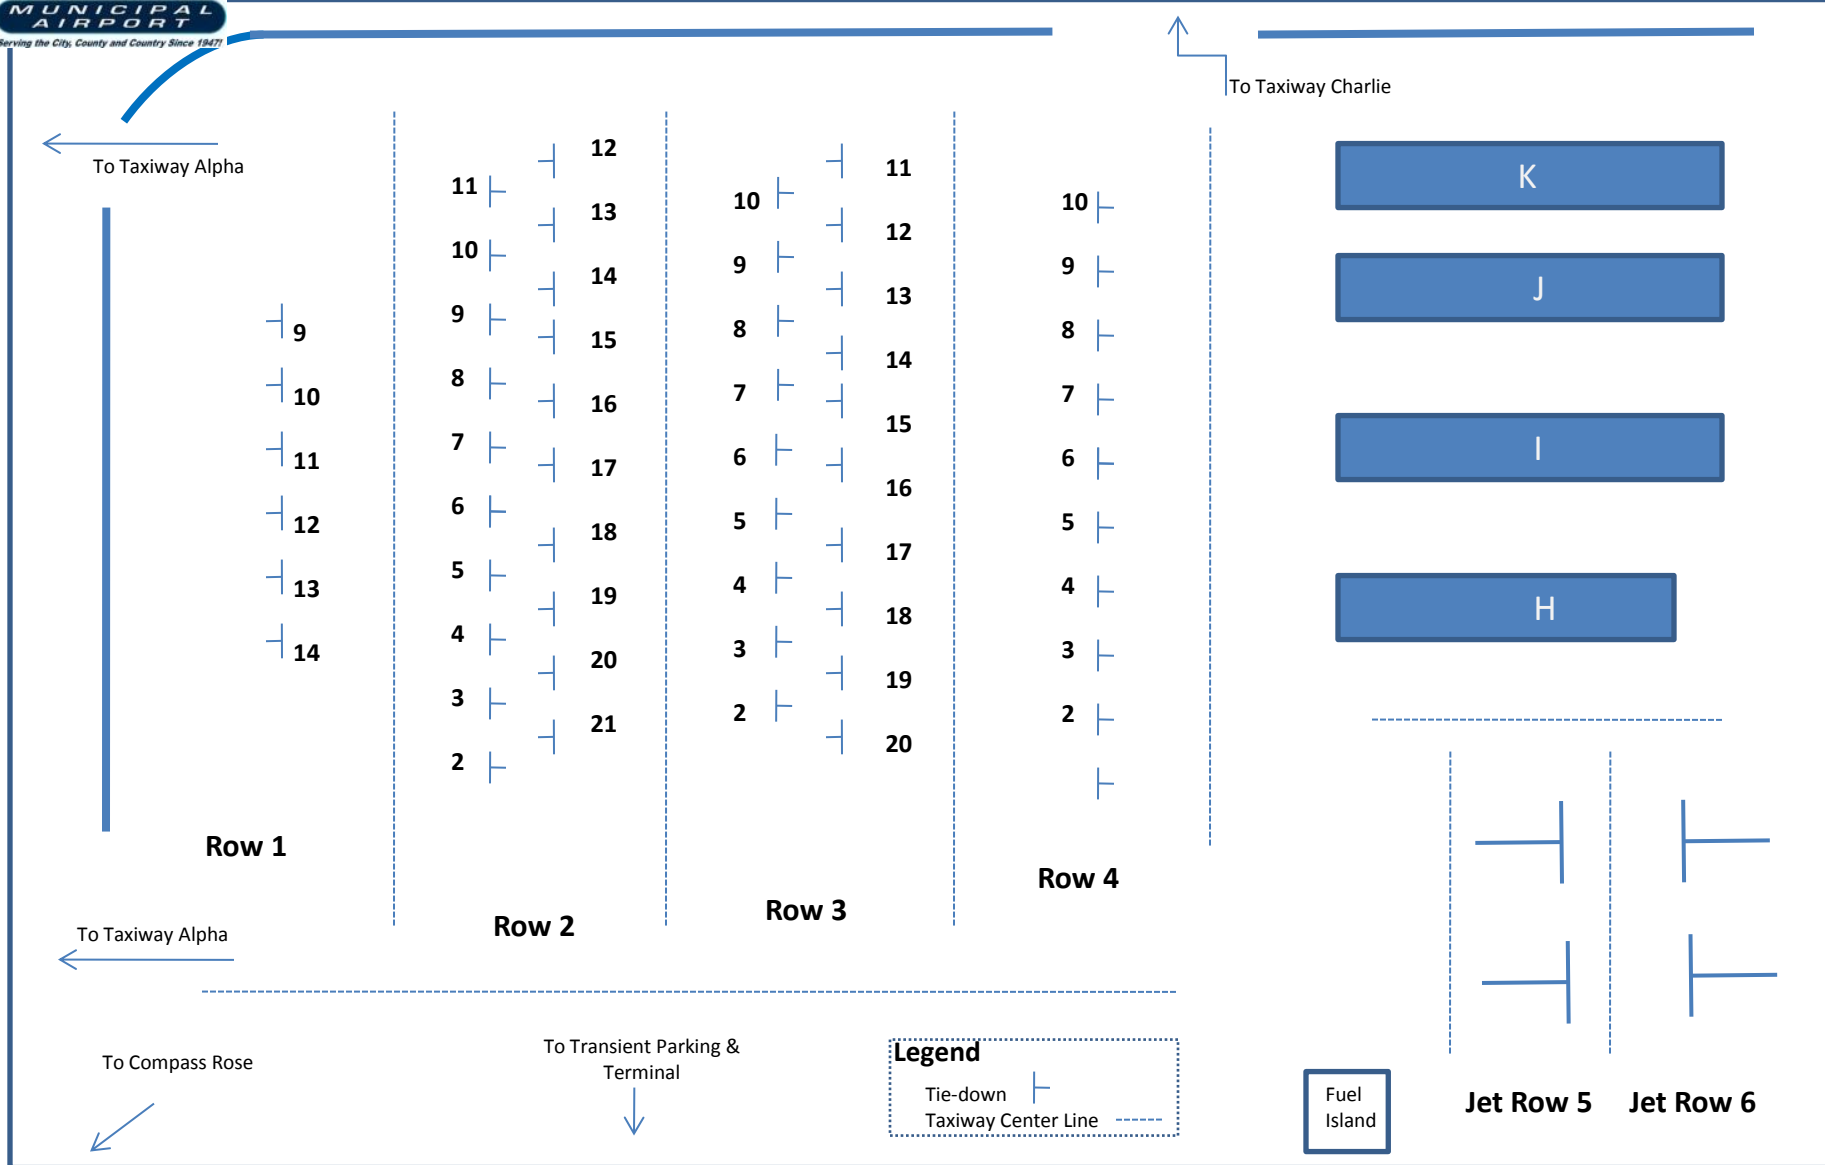 MUNICIPAL
AIRPORT
Serving the City, County and Country Since 1947!
To Taxiway Charlie
To Taxiway Alpha
9
10
11
12
13
14
Row 1
11
10
9
8
7
6
5
4
3
2
12
13
14
15
16
17
18
19
20
21
Row 2
10
9
8
7
6
5
4
3
2
11
12
13
14
15
16
17
18
19
20
Row 3
10
9
8
7
6
5
4
3
2
Row 4
K
J
I
H
To Taxiway Alpha
To Compass Rose
To Transient Parking &
Terminal
Legend
Tie-down
Taxiway Center Line
Fuel
Island
Jet Row 5
Jet Row 6